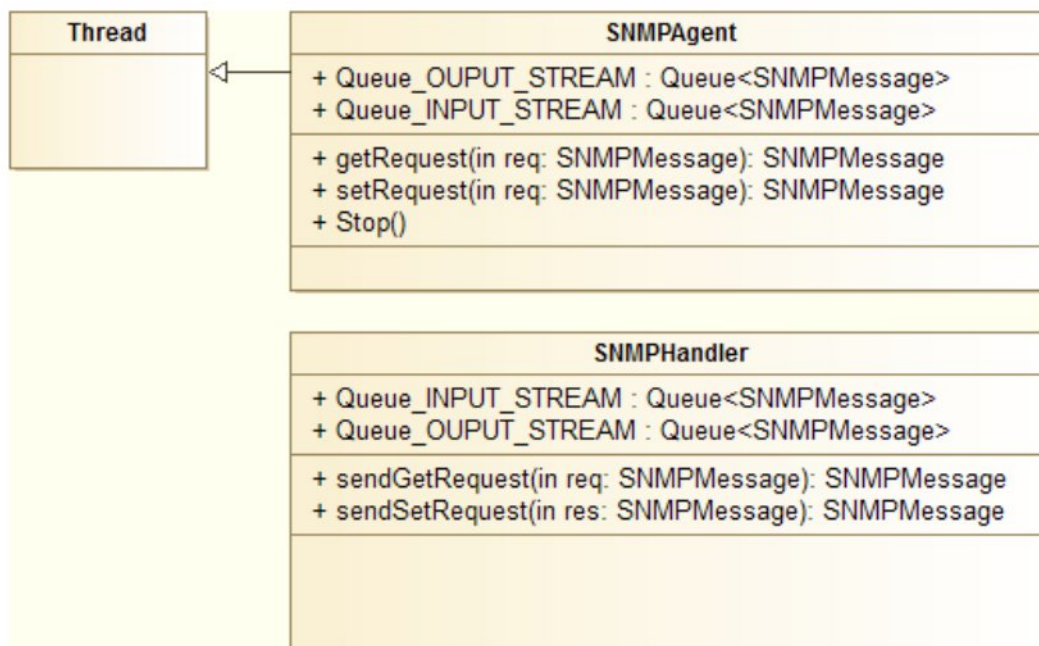 Thread
SNMPAgent
+ Queue_OUPUT_STREAM : Queue<SNMPMessage>
+ Queue_INPUT_STREAM : Queue<SNMPMessage>
+ getRequest(in req: SNMPMessage): SNMPMessage
+ setRequest(in req: SNMPMessage): SNMPMessage
+ Stop()
SNMPHandler
+ Queue_INPUT_STREAM : Queue<SNMPMessage>
+ Queue_OUPUT_STREAM : Queue<SNMPMessage>
+ sendGetRequest(in req: SNMPMessage): SNMPMessage
+ sendSetRequest(in res: SNMPMessage): SNMPMessage